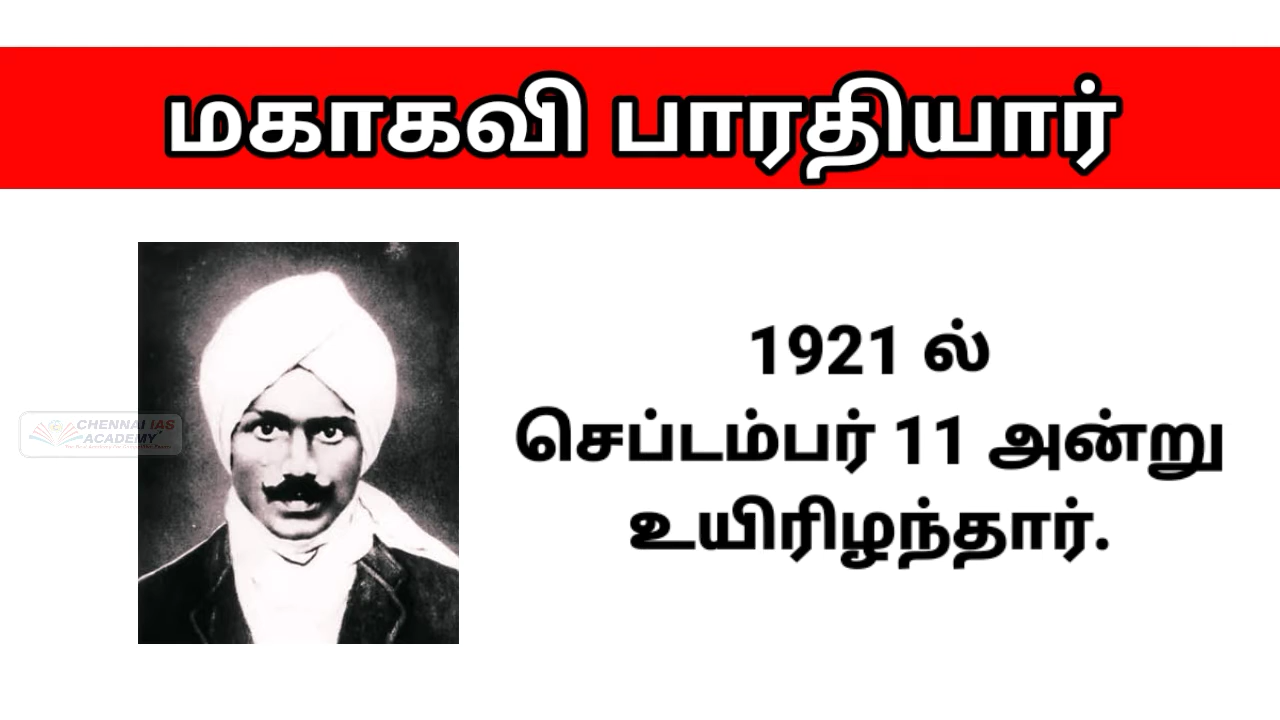 மகாகவி பாரதியார்
CHENNAI IAS
ACADEMY
1921 ல்
செப்டம்பர் 11 அன்று
உயிரிழந்தார்.